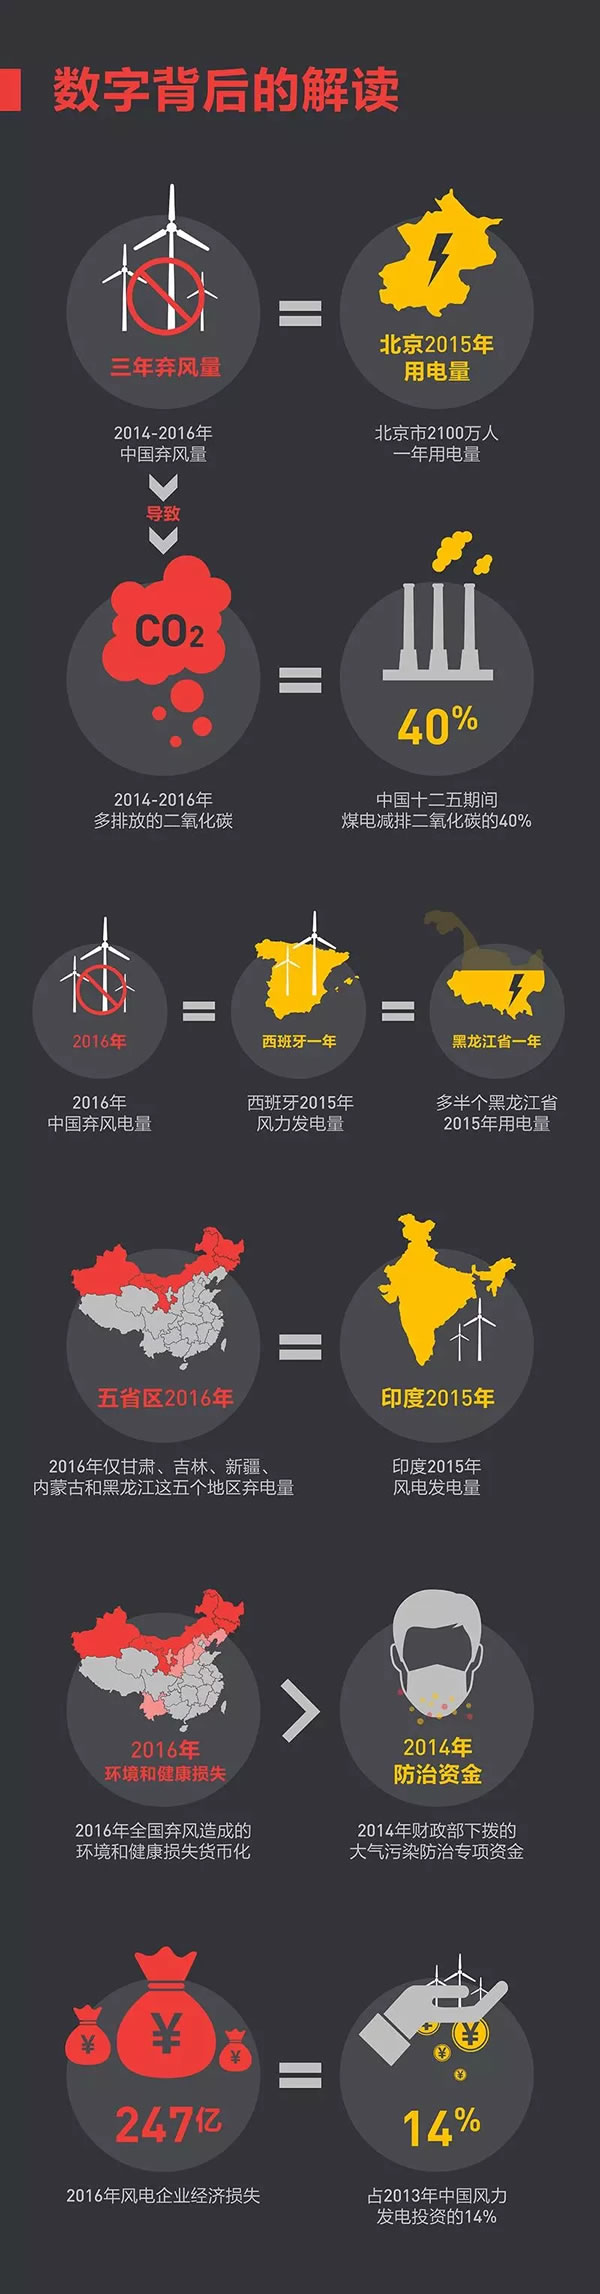 数字背后的解读
三年弃风量
=
北京2015年
用电量
2014-2016年
中国弃风量
北京市2100万人
一年用电量
导致
CO2
=
40%
2014-2016年
多排放的二氧化碳
中国十二五期间
煤电减排二氧化碳的40%
2016年
=
西班牙一年
=
黑龙江省一年
2016年
中国弃风电量
西班牙2015年
风力发电量
多半个黑龙江省
2015年用电量
五省区2016年
=
印度2015年
2016年仅甘肃、吉林、新疆、
内蒙古和黑龙江这五个地区弃电量
印度2015年
风电发电量
2016年
环境和健康损失
>
2014年
防治资金
2016年全国弃风造成的
环境和健康损失货币化
2014年财政部下拨的
大气污染防治专项资金
¥ ¥ ¥
247亿
=
¥ ¥ ¥ ¥
14%
2016年风电企业经济损失
占2013年中国风力
发电投资的14%